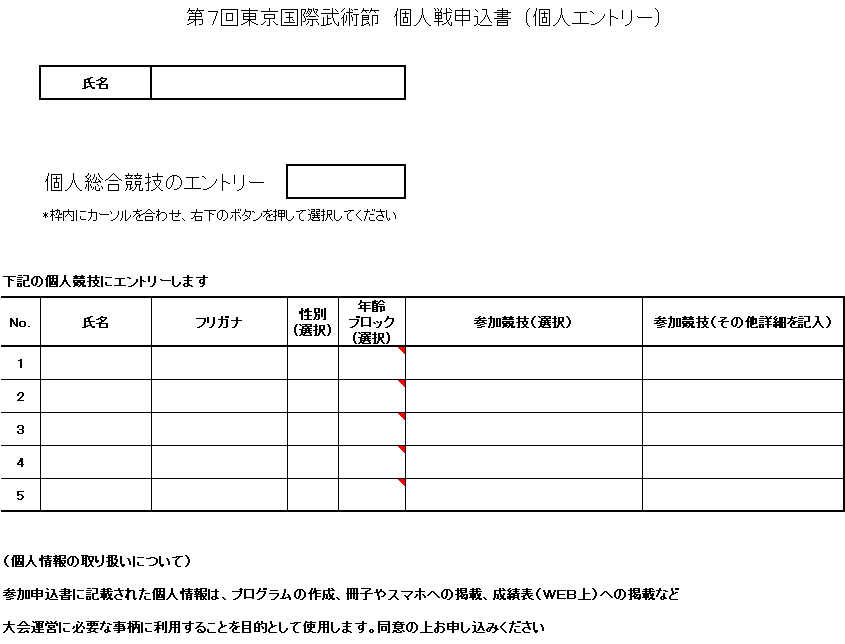 第7回東京国際武術節 個人戦申込書（個人エントリー）
氏名
個人総合競技のエントリー
*枠内にカーソルを合わせ、右下のボタンを押して選択してください
下記の個人競技にエントリーします
No. 氏名 フリガナ 性別（選択） 年齢ブロック（選択） 参加競技（選択） 参加競技（その他詳細を記入）
1
2
3
4
5
（個人情報の取り扱いについて）
参加申込書に記載された個人情報は、プログラムの作成、冊子やスマホへの掲載、成績表（WEB上）への掲載など
大会運営に必要な事柄に利用することを目的として使用します。同意の上お申し込みください